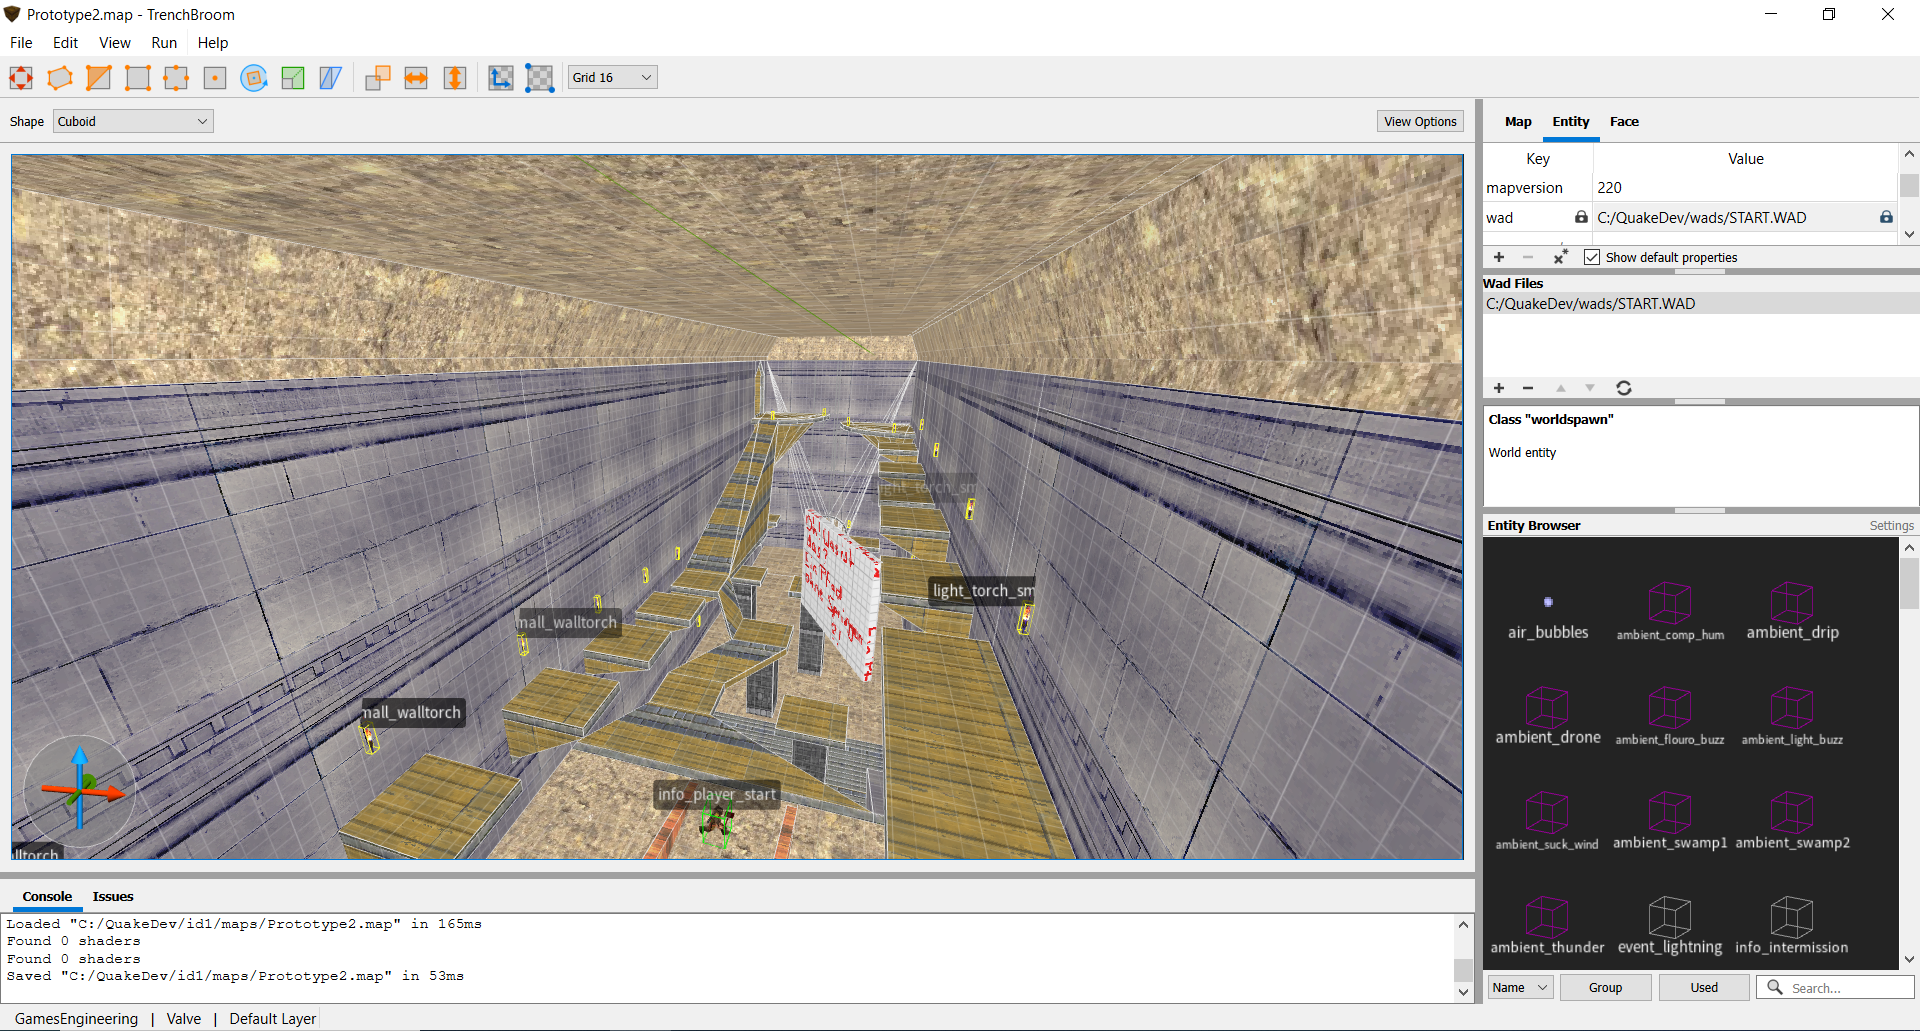 Prototype2.map - TrenchBroom
File Edit View Run Help
Grid 16
Shape Cuboid View Options
Map Entity Face
Key Value
mapversion 220
wad C:/QuakeDev/wads/START.WAD
Show default properties
Wad Files
C:/QuakeDev/wads/START.WAD
Class "worldspawn"
World entity
Entity Browser Settings
air_bubbles ambient_comp_hum ambient_drip
ambient_drone ambient_flouro_buzz ambient_light_buzz
ambient_suck_wind ambient_swamp1 ambient_swamp2
ambient_thunder event_lightning info_intermission
Name Group Used Search...
light_torch_sm
light_torch_sm
mall_walltorch
mall_walltorch
info_player_start
lltorch
Console Issues
Loaded "C:/QuakeDev/id1/maps/Prototype2.map" in 165ms
Found 0 shaders
Found 0 shaders
Saved "C:/QuakeDev/id1/maps/Prototype2.map" in 53ms
GamesEngineering | Valve | Default Layer